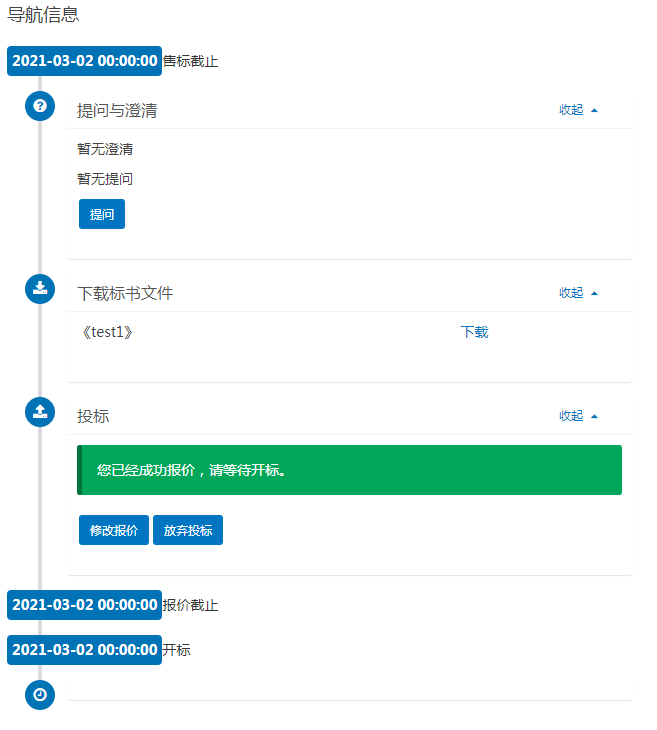 导航信息
2021-03-02 00:00:00 售标截止
提问与澄清 收起
暂无澄清
暂无提问
提问
下载标书文件 收起
《test1》 下载
投标 收起
您已经成功报价，请等待开标。
修改报价 放弃投标
2021-03-02 00:00:00 报价截止
2021-03-02 00:00:00 开标